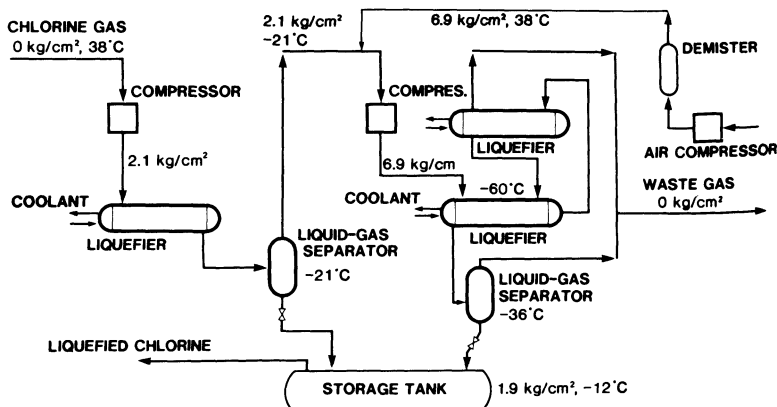 CHLORINE GAS
0 kg/cm², 38°C
COMPRESSOR
2.1 kg/cm²
COOLANT
LIQUEFIER
2.1 kg/cm²
-21°C
LIQUID-GAS
SEPARATOR
-21°C
6.9 kg/cm², 38°C
DEMISTER
COMPRES.
LIQUEFIER
AIR COMPRESSOR
6.9 kg/cm
COOLANT
-60°C
LIQUEFIER
WASTE GAS
0 kg/cm²
LIQUID-GAS
SEPARATOR
-36°C
LIQUEFIED CHLORINE
STORAGE TANK
1.9 kg/cm², -12°C